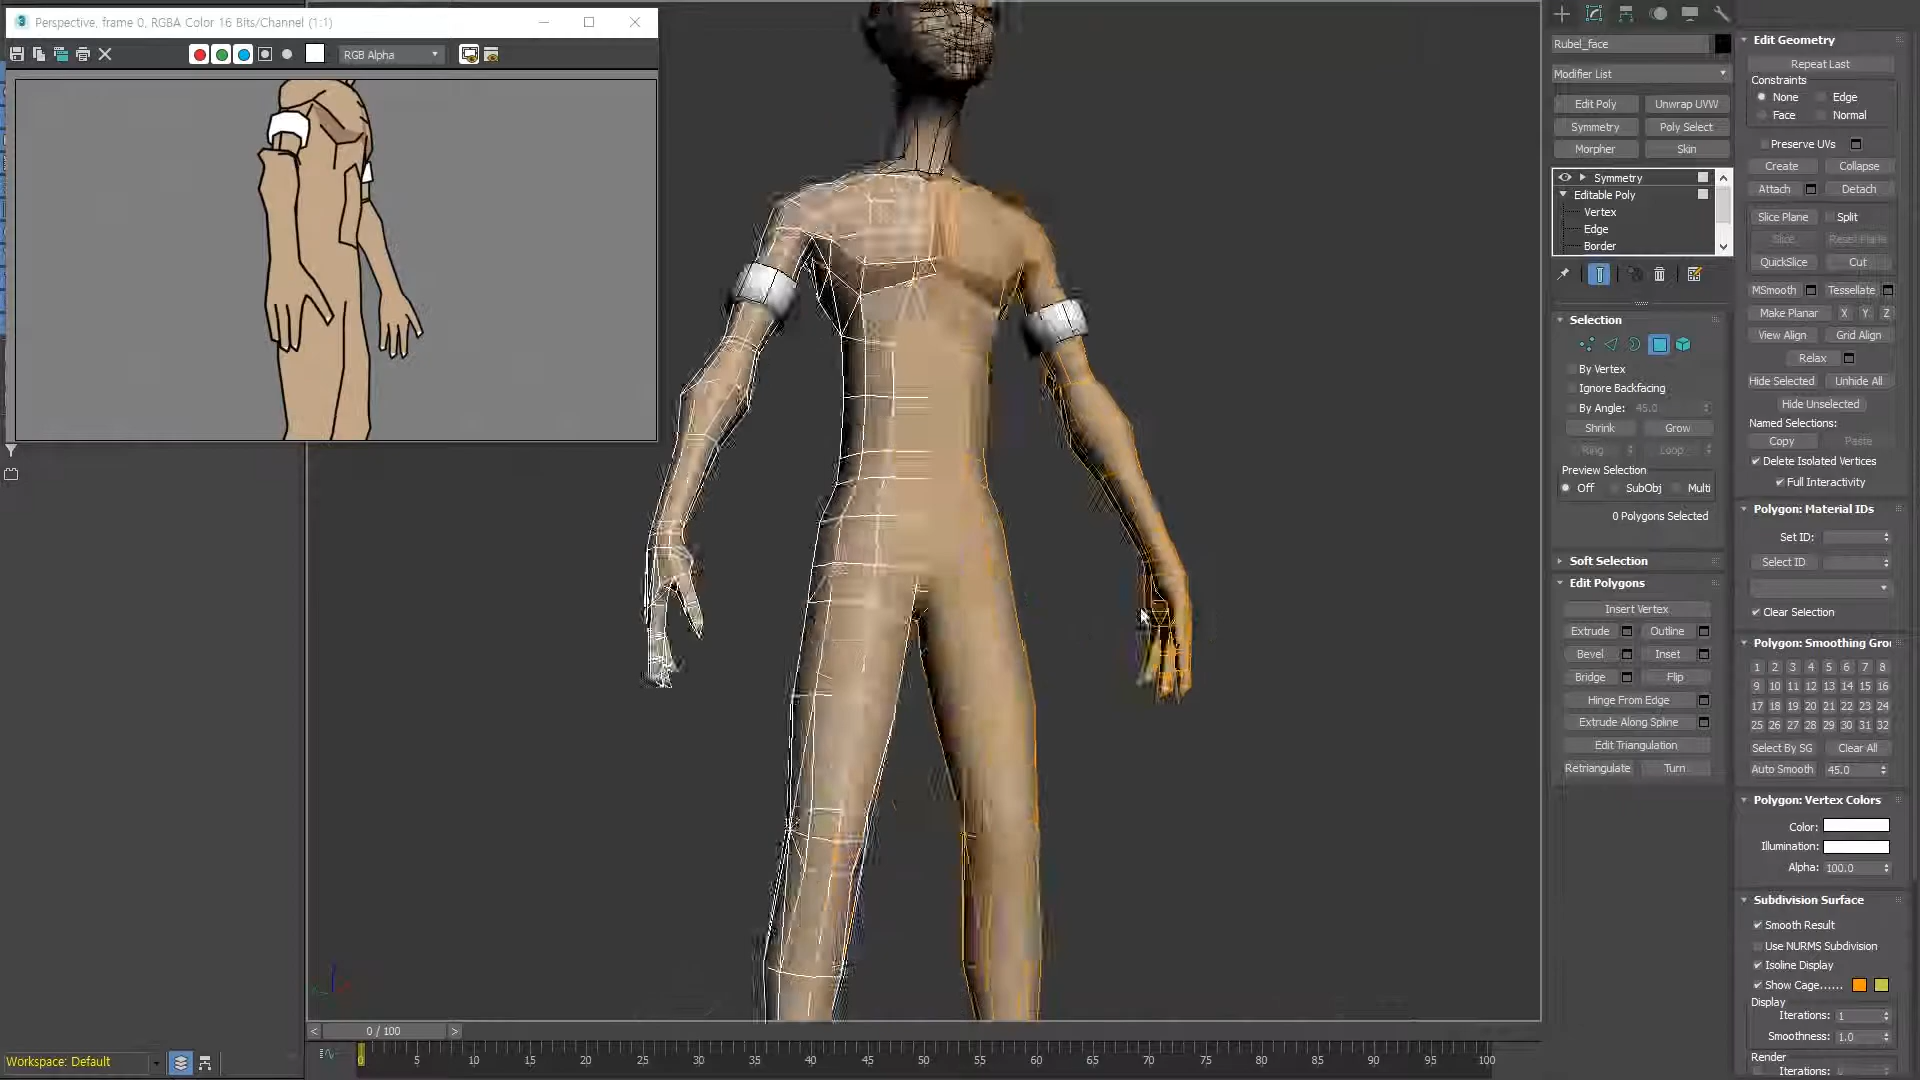 Perspective, frame 0, RGBA Color 16 Bits/Channel (1:1)
RGB Alpha
Rubel_face
Modifier List
Edit Poly
Unwrap UVW
Symmetry
Poly Select
Morpher
Skin
Symmetry
Editable Poly
Vertex
Edge
Border
Selection
By Vertex
Ignore Backfacing
By Angle: 45.0
Shrink
Grow
Ring
Loop
Preview Selection
Off
SubObj
Multi
0 Polygons Selected
Soft Selection
Edit Polygons
Insert Vertex
Extrude
Outline
Bevel
Inset
Bridge
Flip
Hinge From Edge
Extrude Along Spline
Edit Triangulation
Retriangulate
Turn
Edit Geometry
Repeat Last
Constraints
None
Edge
Face
Normal
Preserve UVs
Create
Collapse
Attach
Detach
Slice Plane
Split
Slice
QuickSlice
Cut
MSmooth
Tessellate
Make Planar
X
Y
Z
View Align
Grid Align
Relax
Hide Selected
Unhide All
Hide Unselected
Named Selections:
Copy
Paste
Delete Isolated Vertices
Full Interactivity
Polygon: Material IDs
Set ID:
Select ID
Clear Selection
Polygon: Smoothing Gro
1 2 3 4 5 6 7 8
9 10 11 12 13 14 15 16
17 18 19 20 21 22 23 24
25 26 27 28 29 30 31 32
Select By SG
Clear All
Auto Smooth
45.0
Polygon: Vertex Colors
Color:
Illumination:
Alpha: 100.0
Subdivision Surface
Smooth Result
Use NURMS Subdivision
Isoline Display
Show Cage......
Display
Iterations: 1
Smoothness: 1.0
Render
Iterations:
< 0 / 100 >
0 5 10 15 20 25 30 35 40 45 50 55 60 65 70 75 80 85 90 95 100
Workspace: Default